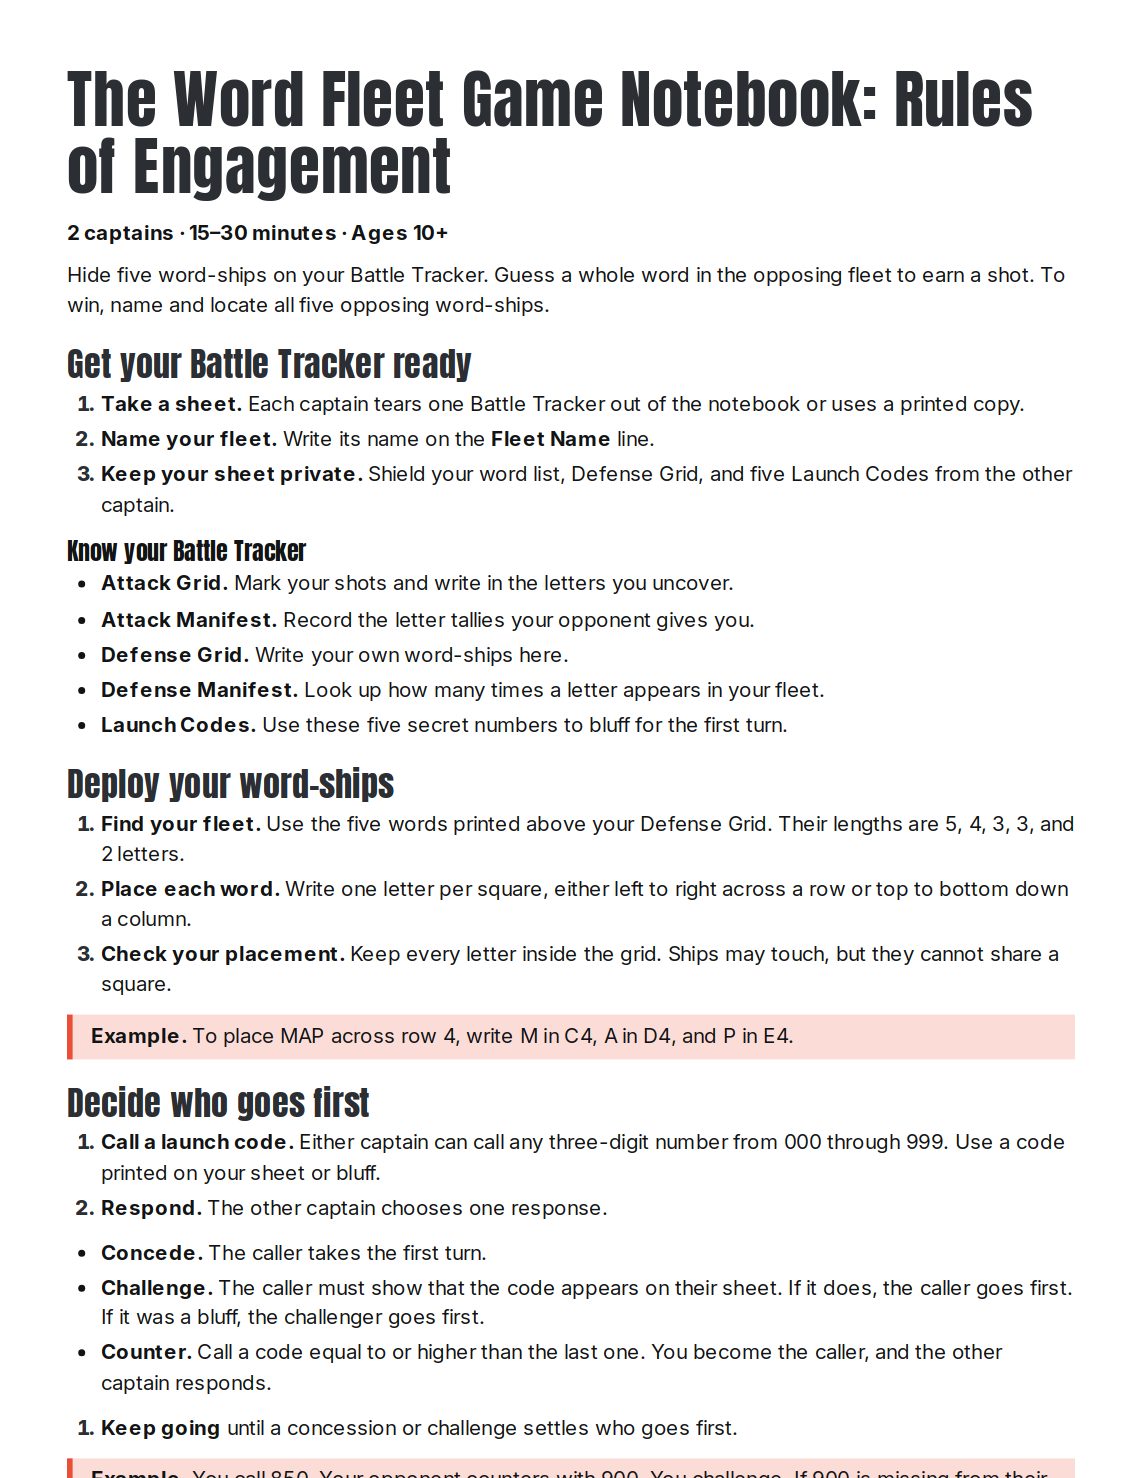 The Word Fleet Game Notebook: Rules
of Engagement
2 captains · 15–30 minutes · Ages 10+
Hide five word-ships on your Battle Tracker. Guess a whole word in the opposing fleet to earn a shot. To
win, name and locate all five opposing word-ships.
Get your Battle Tracker ready
1. Take a sheet. Each captain tears one Battle Tracker out of the notebook or uses a printed copy.
2. Name your fleet. Write its name on the Fleet Name line.
3. Keep your sheet private. Shield your word list, Defense Grid, and five Launch Codes from the other
captain.
Know your Battle Tracker
• Attack Grid. Mark your shots and write in the letters you uncover.
• Attack Manifest. Record the letter tallies your opponent gives you.
• Defense Grid. Write your own word-ships here.
• Defense Manifest. Look up how many times a letter appears in your fleet.
• Launch Codes. Use these five secret numbers to bluff for the first turn.
Deploy your word-ships
1. Find your fleet. Use the five words printed above your Defense Grid. Their lengths are 5, 4, 3, 3, and
2 letters.
2. Place each word. Write one letter per square, either left to right across a row or top to bottom down
a column.
3. Check your placement. Keep every letter inside the grid. Ships may touch, but they cannot share a
square.
Example. To place MAP across row 4, write M in C4, A in D4, and P in E4.
Decide who goes first
1. Call a launch code. Either captain can call any three-digit number from 000 through 999. Use a code
printed on your sheet or bluff.
2. Respond. The other captain chooses one response.
• Concede. The caller takes the first turn.
• Challenge. The caller must show that the code appears on their sheet. If it does, the caller goes first.
If it was a bluff, the challenger goes first.
• Counter. Call a code equal to or higher than the last one. You become the caller, and the other
captain responds.
1. Keep going until a concession or challenge settles who goes first.
Example. You call 850. Your opponent counters with 900. You challenge. If 900 is missing from their